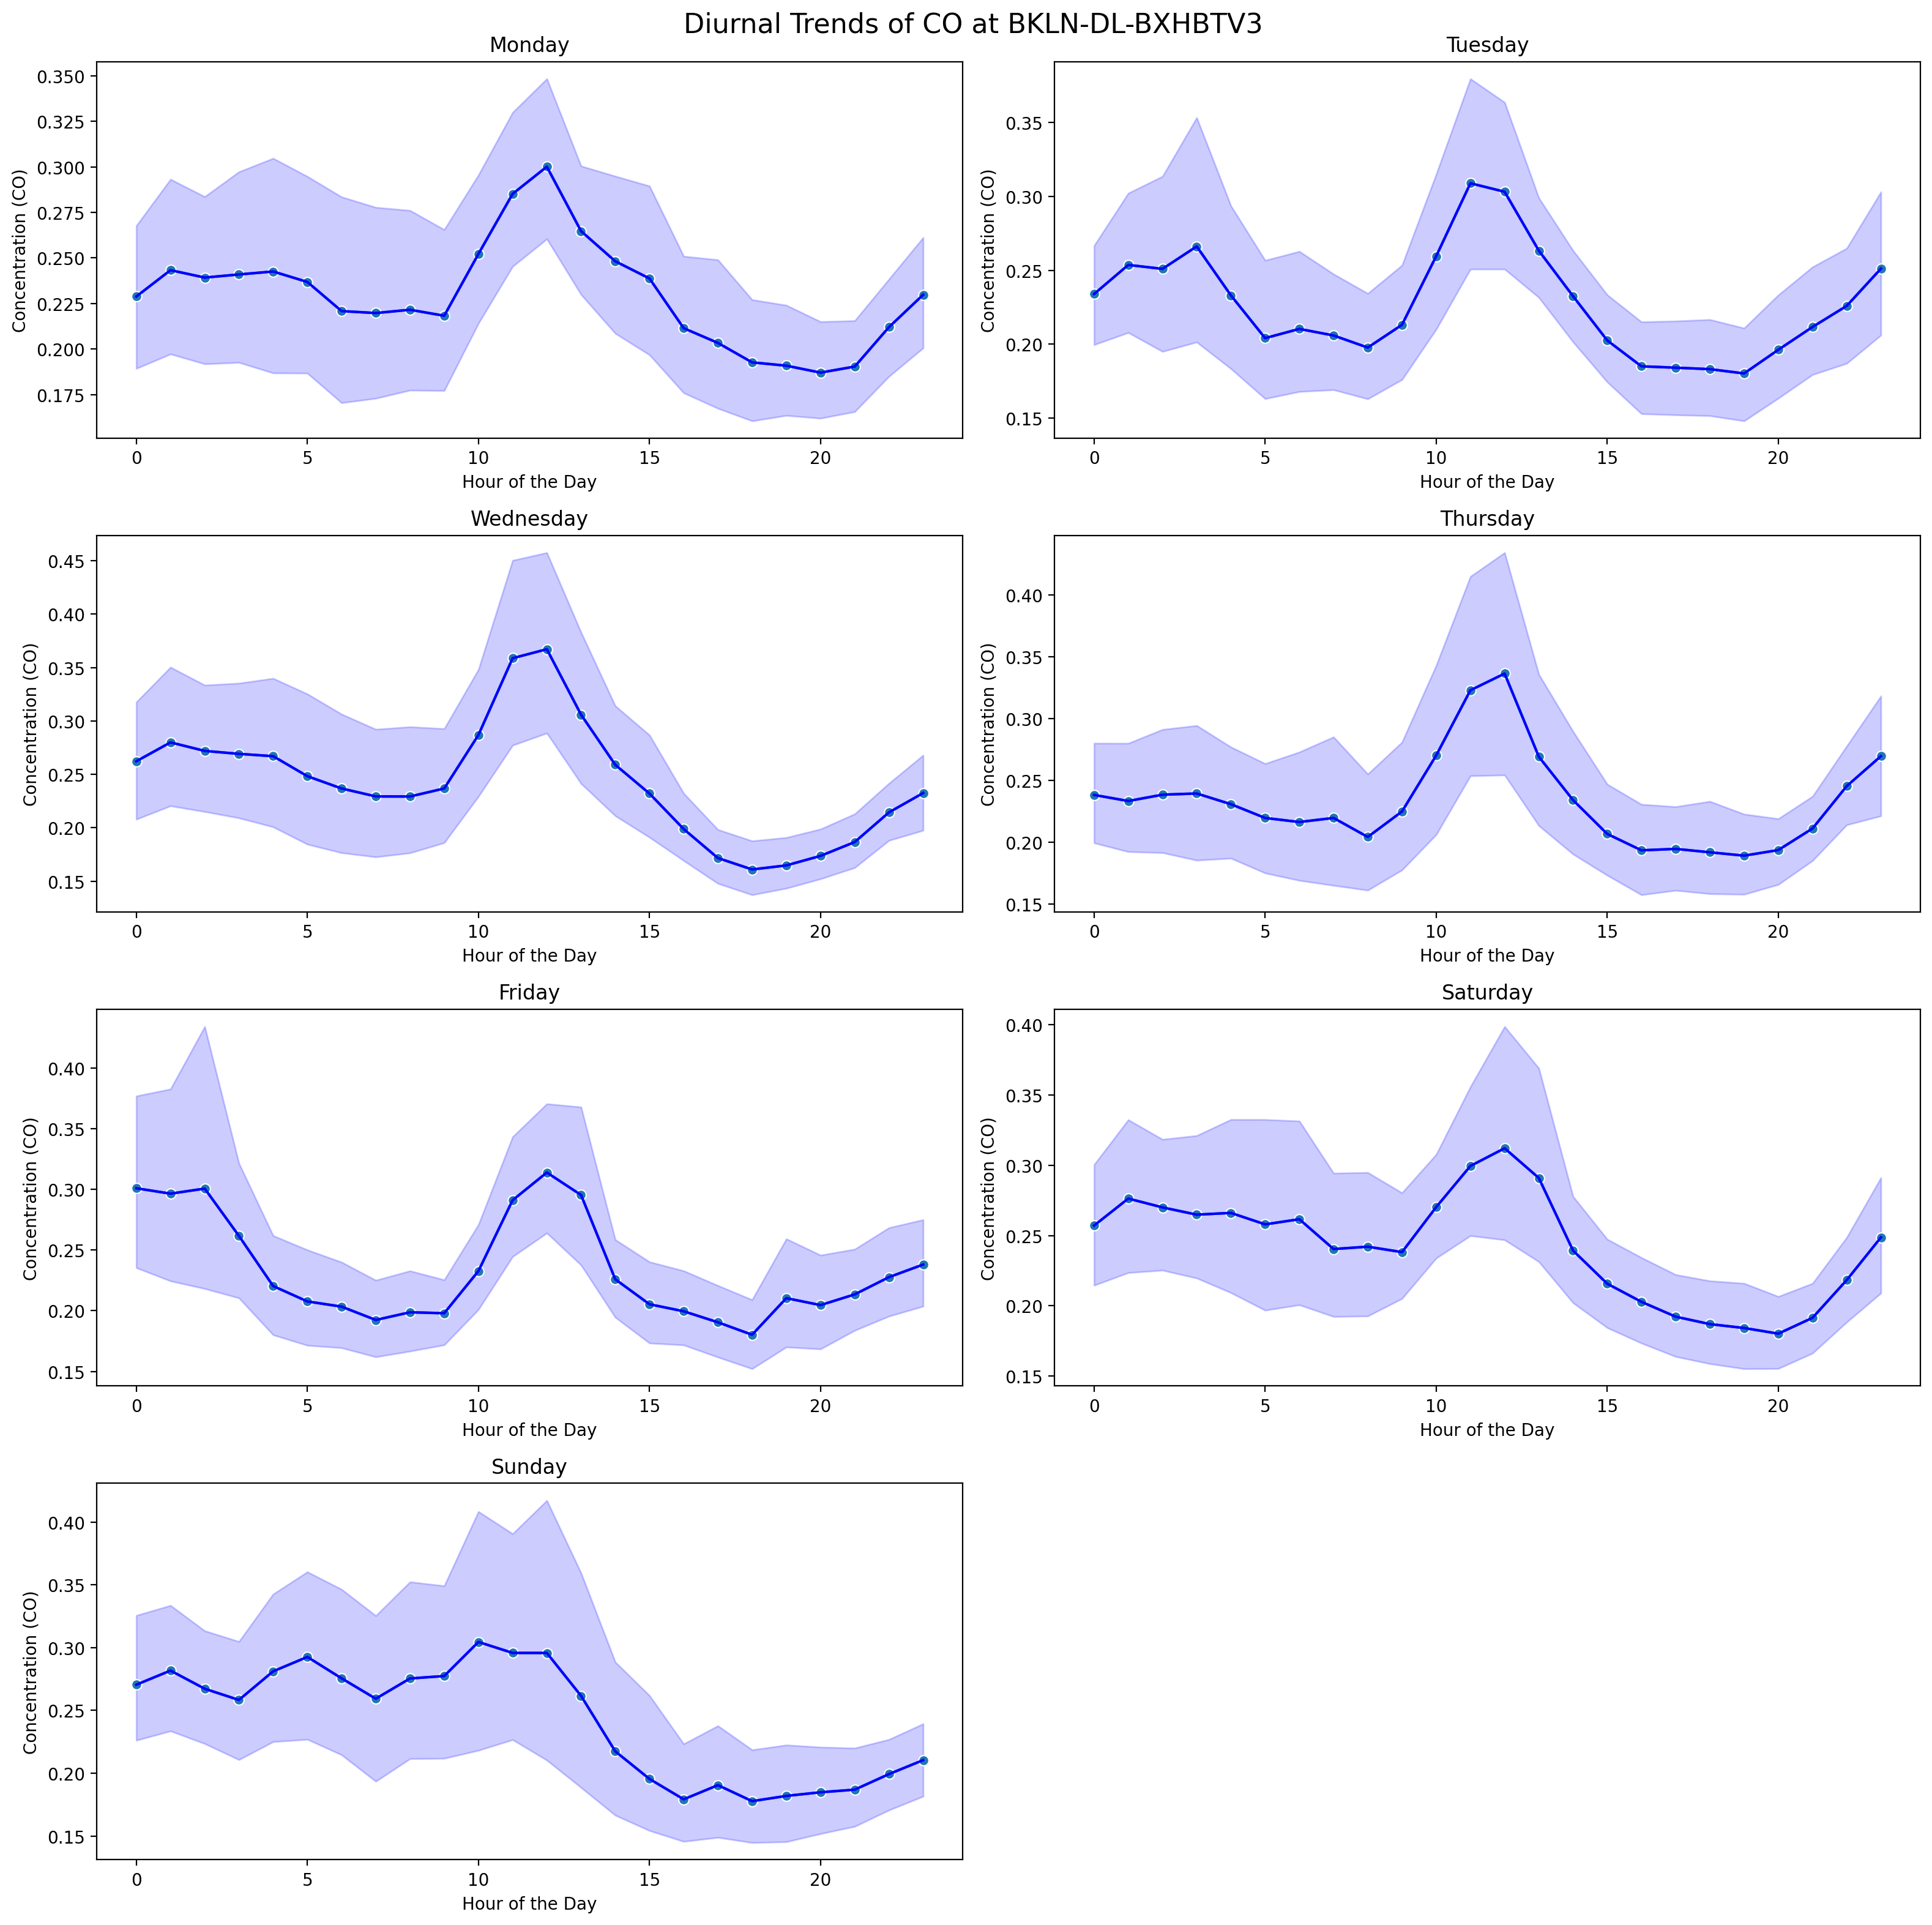 Diurnal Trends of CO at BKLN-DL-BXHBTV3
Monday
Concentration (CO)
0.350
0.325
0.300
0.275
0.250
0.225
0.200
0.175
0 5 10 15 20
Hour of the Day
Tuesday
Concentration (CO)
0.35
0.30
0.25
0.20
0.15
0 5 10 15 20
Hour of the Day
Wednesday
Concentration (CO)
0.45
0.40
0.35
0.30
0.25
0.20
0.15
0 5 10 15 20
Hour of the Day
Thursday
Concentration (CO)
0.40
0.35
0.30
0.25
0.20
0.15
0 5 10 15 20
Hour of the Day
Friday
Concentration (CO)
0.40
0.35
0.30
0.25
0.20
0.15
0 5 10 15 20
Hour of the Day
Saturday
Concentration (CO)
0.40
0.35
0.30
0.25
0.20
0.15
0 5 10 15 20
Hour of the Day
Sunday
Concentration (CO)
0.40
0.35
0.30
0.25
0.20
0.15
0 5 10 15 20
Hour of the Day